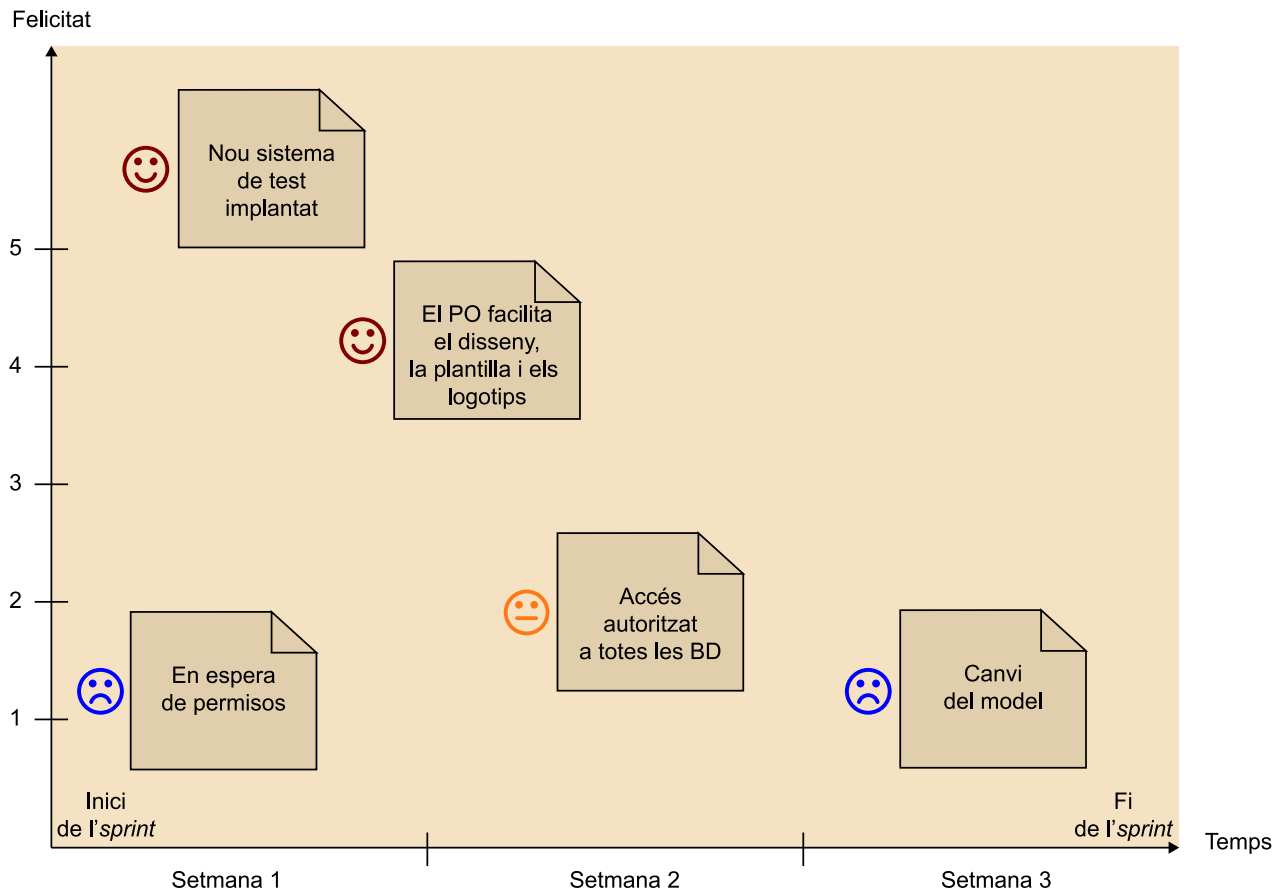 Felicitat
Nou sistema
de test
implantat
5
El PO facilita
el disseny,
la plantilla i els
logotips
4
3
2
Accés
autoritzat
a totes les BD
En espera
de permisos
Canvi
del model
1
Inici
de l'sprint
Fi
de l'sprint
Temps
Setmana 1
Setmana 2
Setmana 3